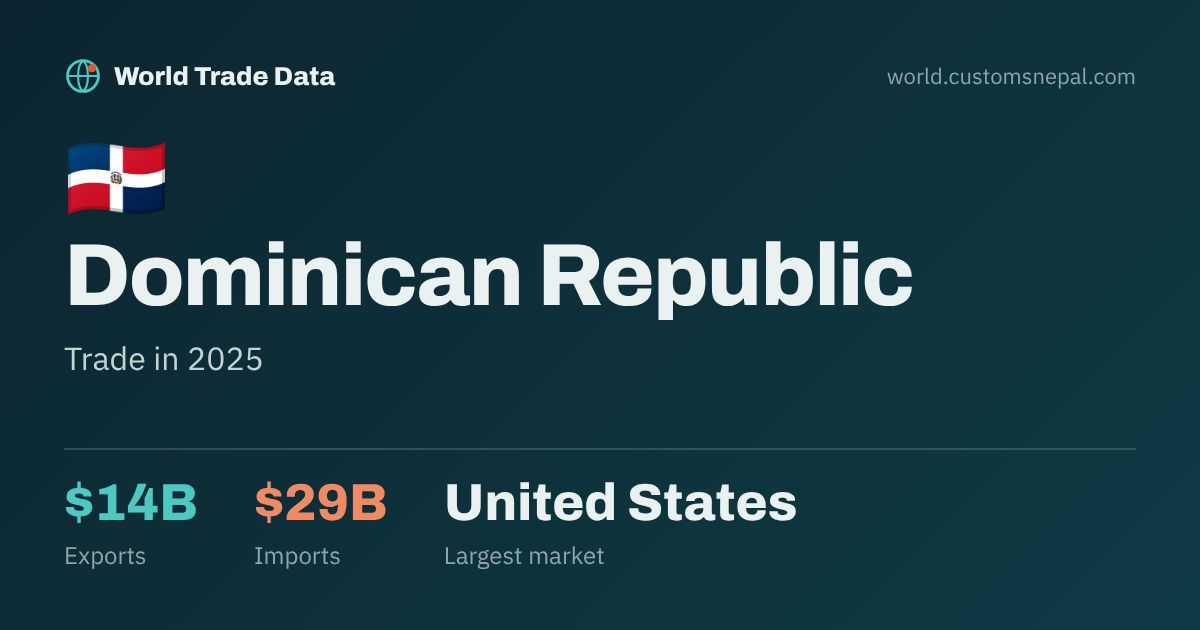 World Trade Data
world.customsnepal.com
Dominican Republic
Trade in 2025
$14B
Exports
$29B
Imports
United States
Largest market